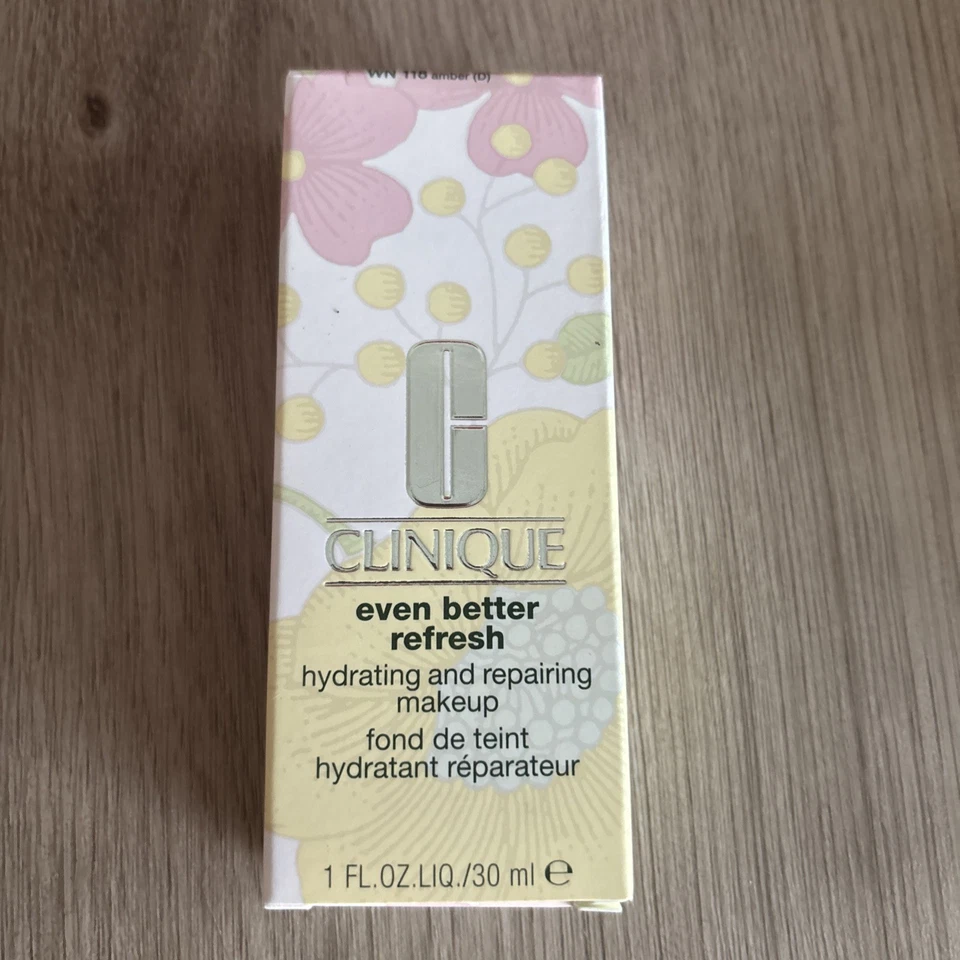 WN 118 amber (D)
CLINIQUE
even better
refresh
hydrating and repairing
makeup
fond de teint
hydratant réparateur
1 FL.OZ.LIQ./30 ml ℮